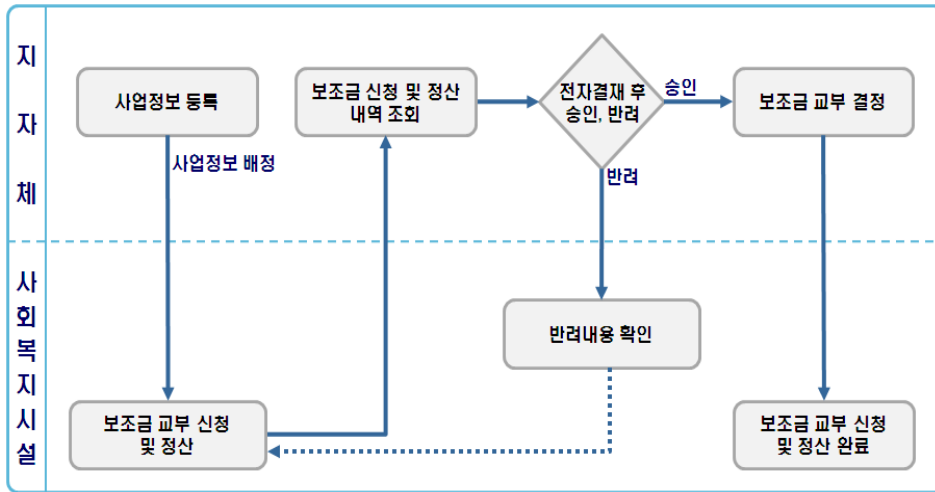 지자체
사업정보 등록
사업정보 배정
보조금 신청 및 정산
내역 조회
전자결재 후
승인, 반려
승인
반려
보조금 교부 결정
사회복지시설
보조금 교부 신청
및 정산
반려내용 확인
보조금 교부 신청
및 정산 완료